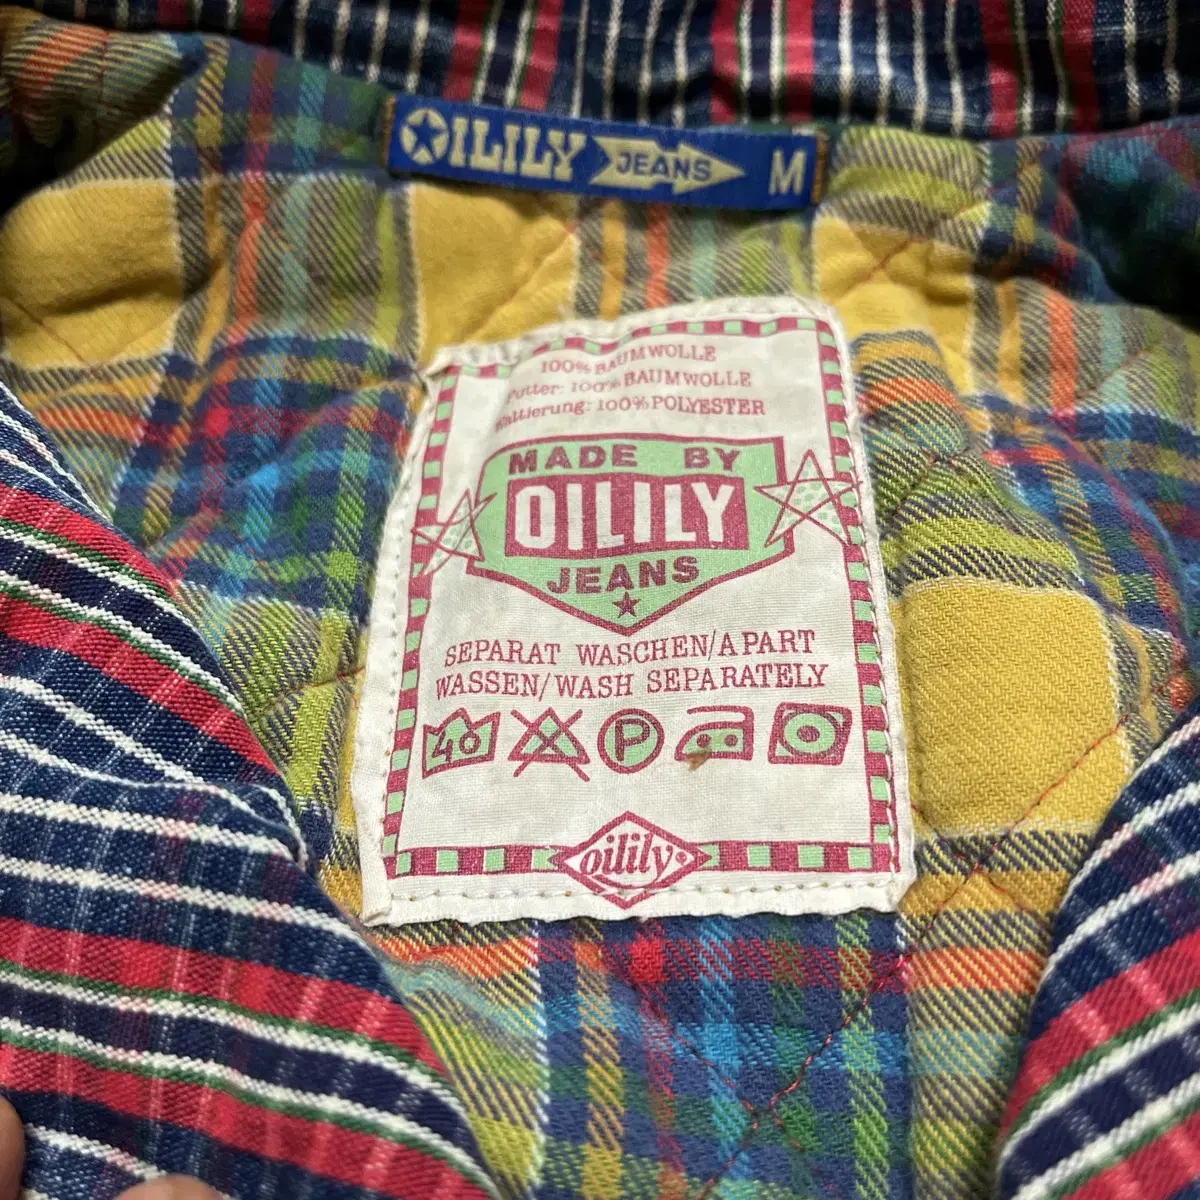 OILILY JEANS M
100% BAUMWOLLE
Futter: 100% BAUMWOLLE
Wattierung: 100% POLYESTER
MADE BY
OILILY
JEANS
SEPARAT WASCHEN/APART
WASSEN/WASH SEPARATELY
40 P
oilily